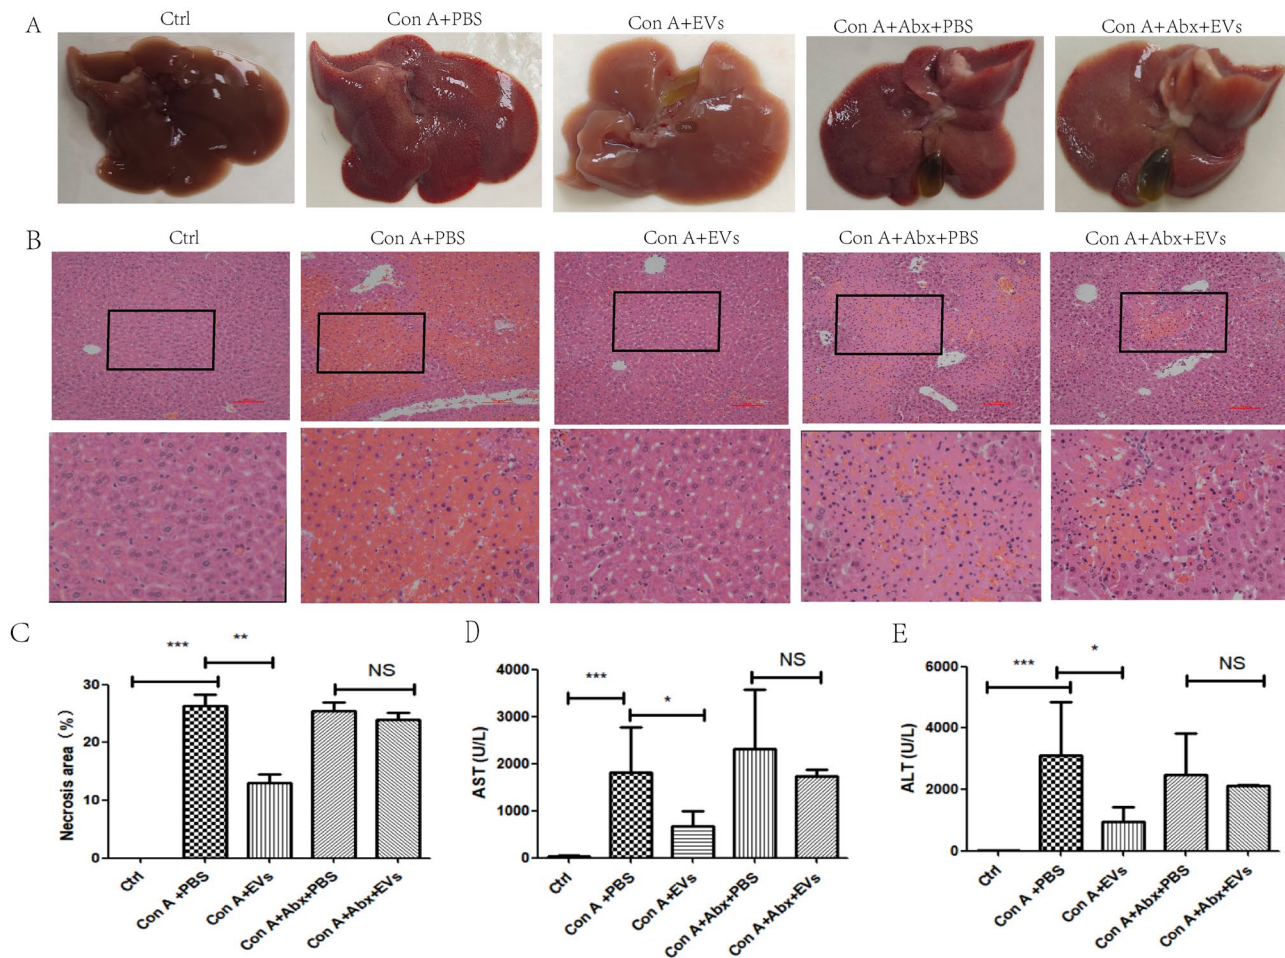 A
Ctrl
Con A+PBS
Con A+EVs
Con A+Abx+PBS
Con A+Abx+EVs
B
Ctrl
Con A+PBS
Con A+EVs
Con A+Abx+PBS
Con A+Abx+EVs
C
***
**
NS
Necrosis area (%)
30
20
10
0
Ctrl
Con A +PBS
Con A+EVs
Con A+Abx+PBS
Con A+Abx+EVs
D
***
*
NS
AST (U/L)
4000
3000
2000
1000
0
Ctrl
Con A +PBS
Con A+EVs
Con A+Abx+PBS
Con A+Abx+EVs
E
***
*
NS
ALT (U/L)
6000
4000
2000
0
Ctrl
Con A +PBS
Con A+EVs
Con A+Abx+PBS
Con A+Abx+EVs